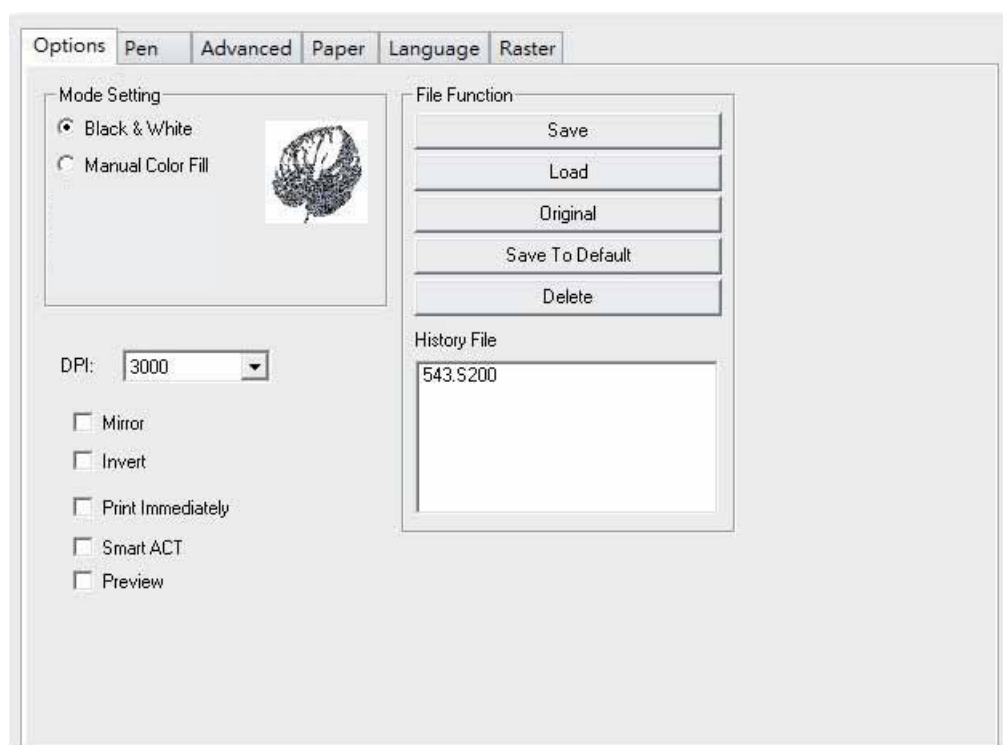 Options Pen Advanced Paper Language Raster
Mode Setting
Black & White
Manual Color Fill
File Function
Save
Load
Original
Save To Default
Delete
History File
543.S200
DPI: 3000
Mirror
Invert
Print Immediately
Smart ACT
Preview